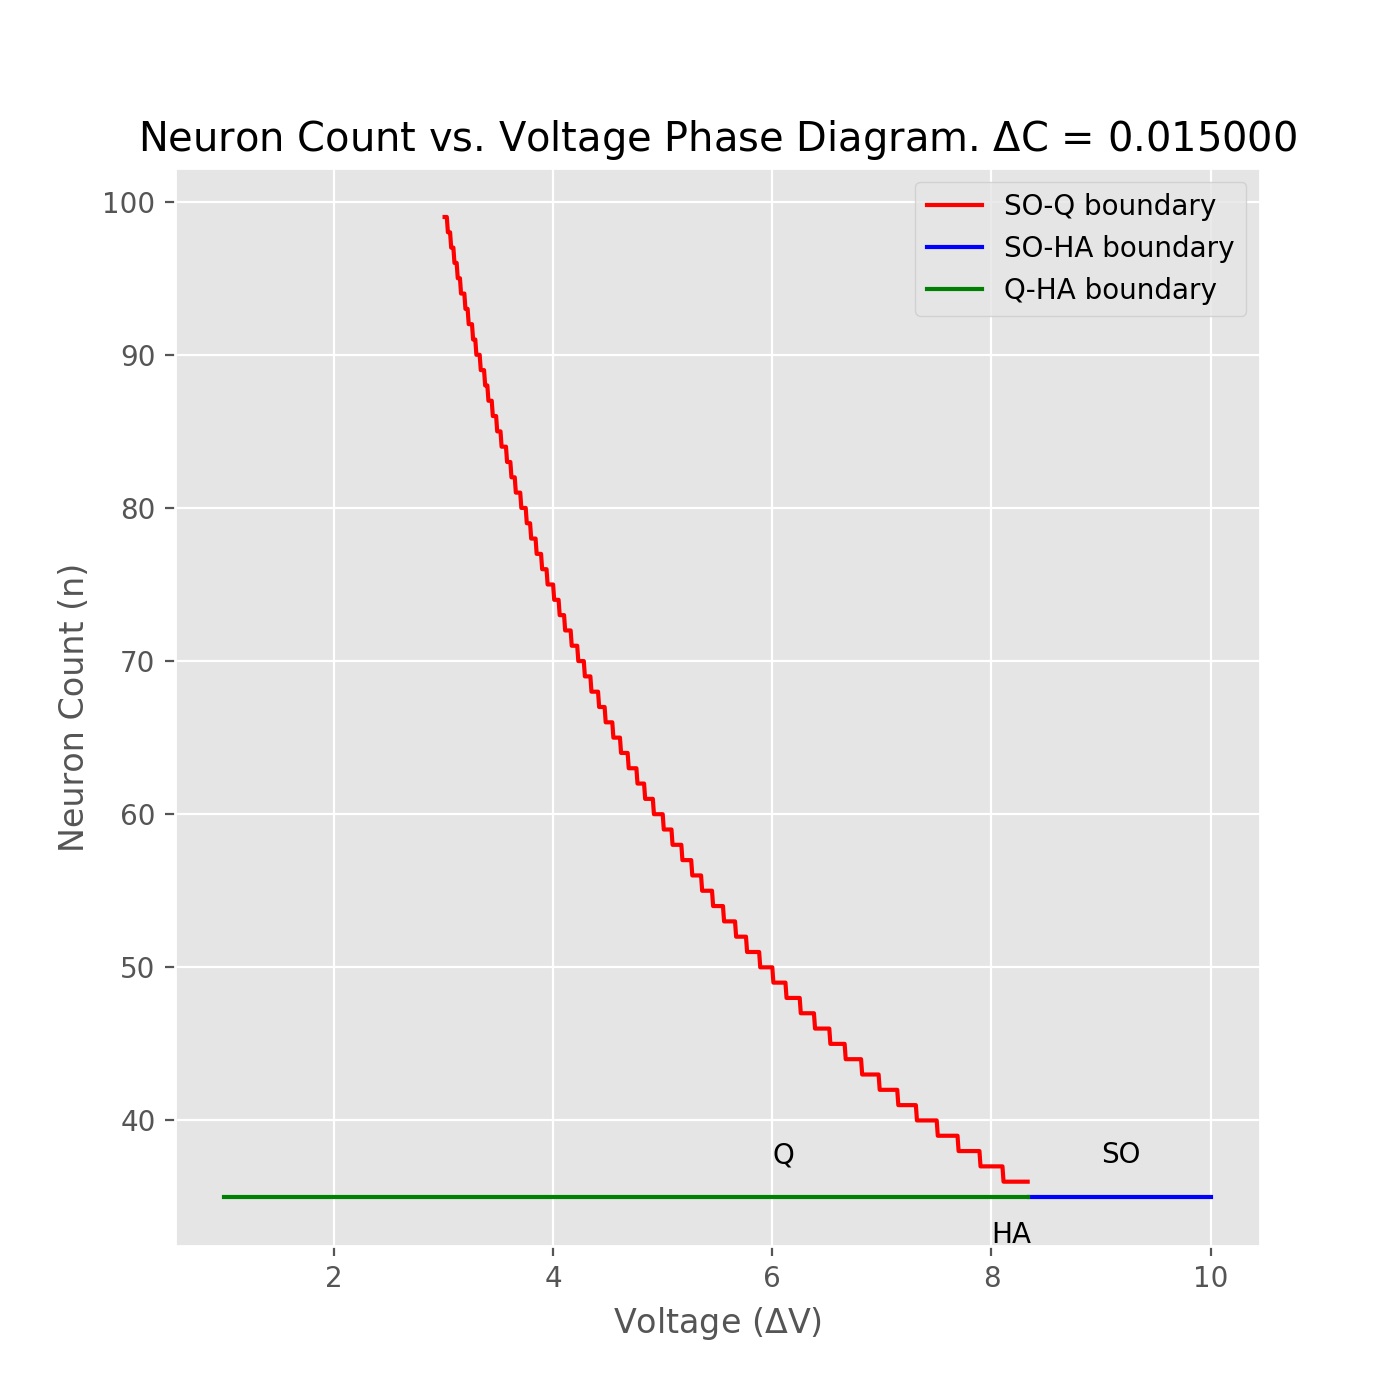 Neuron Count vs. Voltage Phase Diagram. ΔC = 0.015000
SO-Q boundary
SO-HA boundary
Q-HA boundary
100
90
80
70
60
50
40
Neuron Count (n)
Q
SO
HA
2
4
6
8
10
Voltage (ΔV)